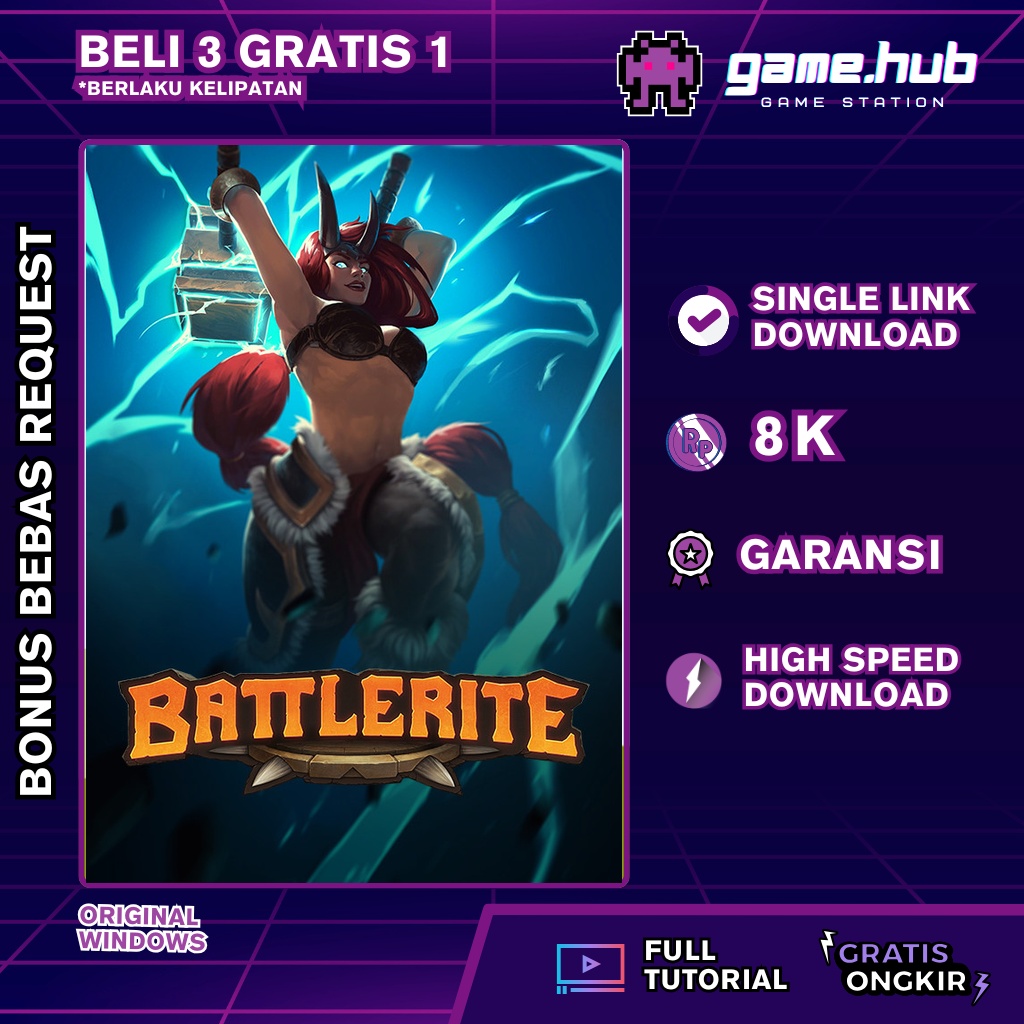 BELI 3 GRATIS 1
*BERLAKU KELIPATAN
game.hub
GAME STATION
BONUS BEBAS REQUEST
SINGLE LINK
DOWNLOAD
Rp 8K
GARANSI
HIGH SPEED
DOWNLOAD
BATTLERITE
ORIGINAL
WINDOWS
FULL
TUTORIAL
GRATIS
ONGKIR